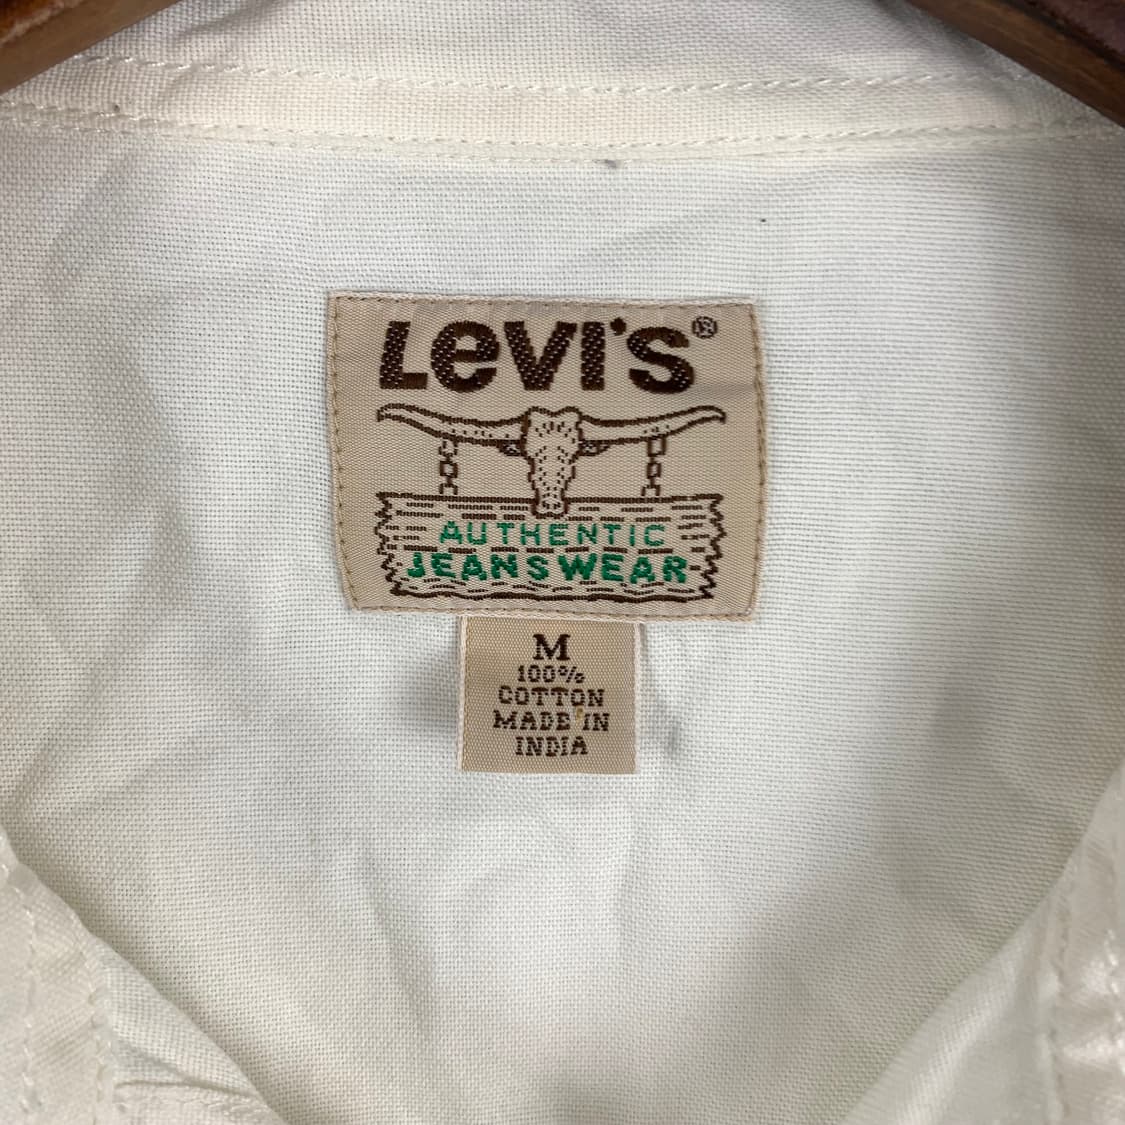 LeVI'S®
AUTHENTIC
JEANSWEAR
M
100%
COTTON
MADE IN
INDIA